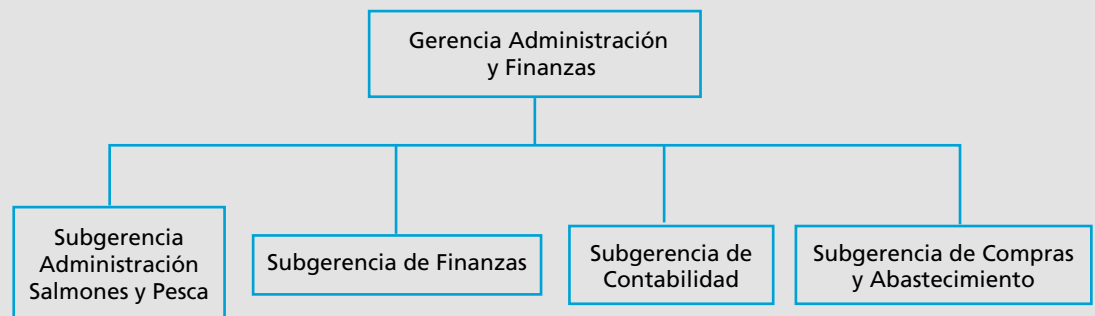 Gerencia Administración
y Finanzas
Subgerencia
Administración
Salmones y Pesca
Subgerencia de Finanzas
Subgerencia de
Contabilidad
Subgerencia de Compras
y Abastecimiento